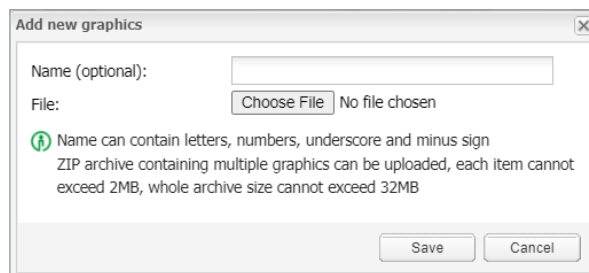 Add new graphics
Name (optional):
File: Choose File No file chosen
Name can contain letters, numbers, underscore and minus sign
ZIP archive containing multiple graphics can be uploaded, each item cannot
exceed 2MB, whole archive size cannot exceed 32MB
Save Cancel